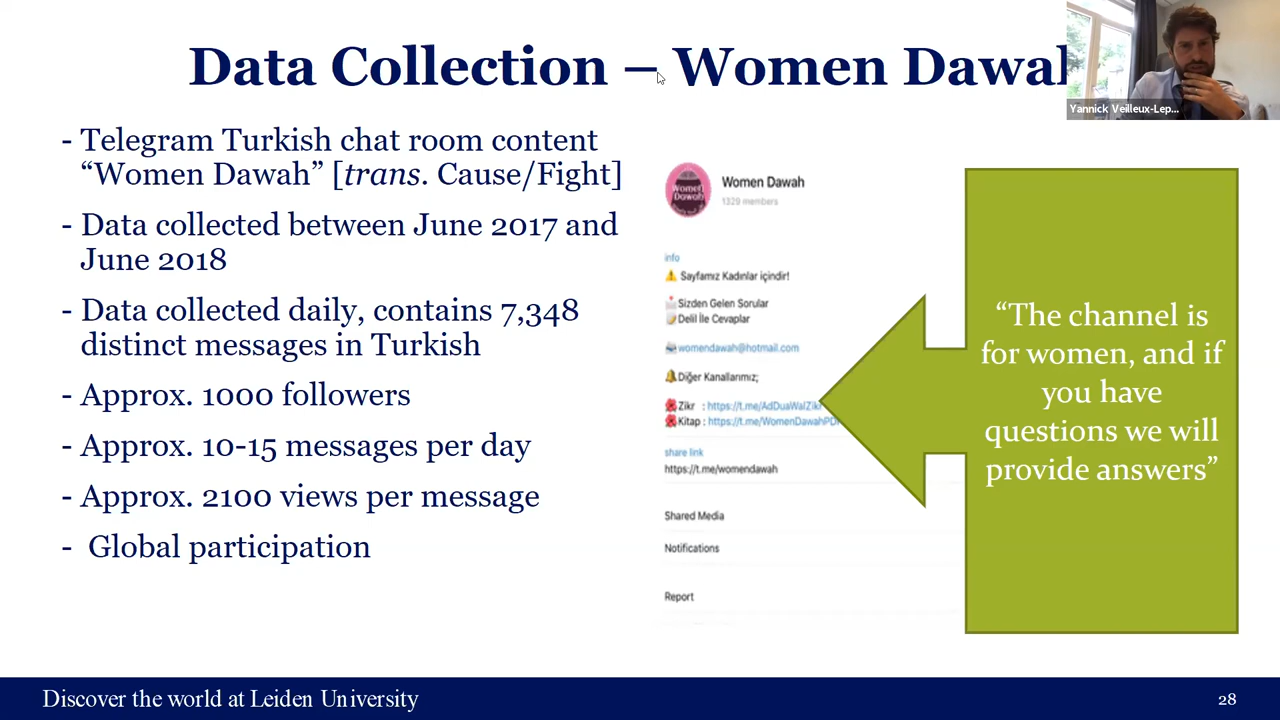 Data Collection – Women Dawah
Yannick Veilleux-Lep...
- Telegram Turkish chat room content
“Women Dawah” [trans. Cause/Fight]
- Data collected between June 2017 and
June 2018
- Data collected daily, contains 7,348
distinct messages in Turkish
- Approx. 1000 followers
- Approx. 10-15 messages per day
- Approx. 2100 views per message
- Global participation
Women Dawah
Women Dawah
1329 members
info
Sayfamız Kadınlar içindir!
Sizden Gelen Sorular
Delil İle Cevaplar
womendawah@hotmail.com
Diğer Kanallarımız;
Zikr : https://t.me/AdDuaWalZikr
Kitap : https://t.me/WomenDawahPD
share link
https://t.me/womendawah
Shared Media
Notifications
Report
“The channel is
for women, and if
you have
questions we will
provide answers”
Discover the world at Leiden University
28